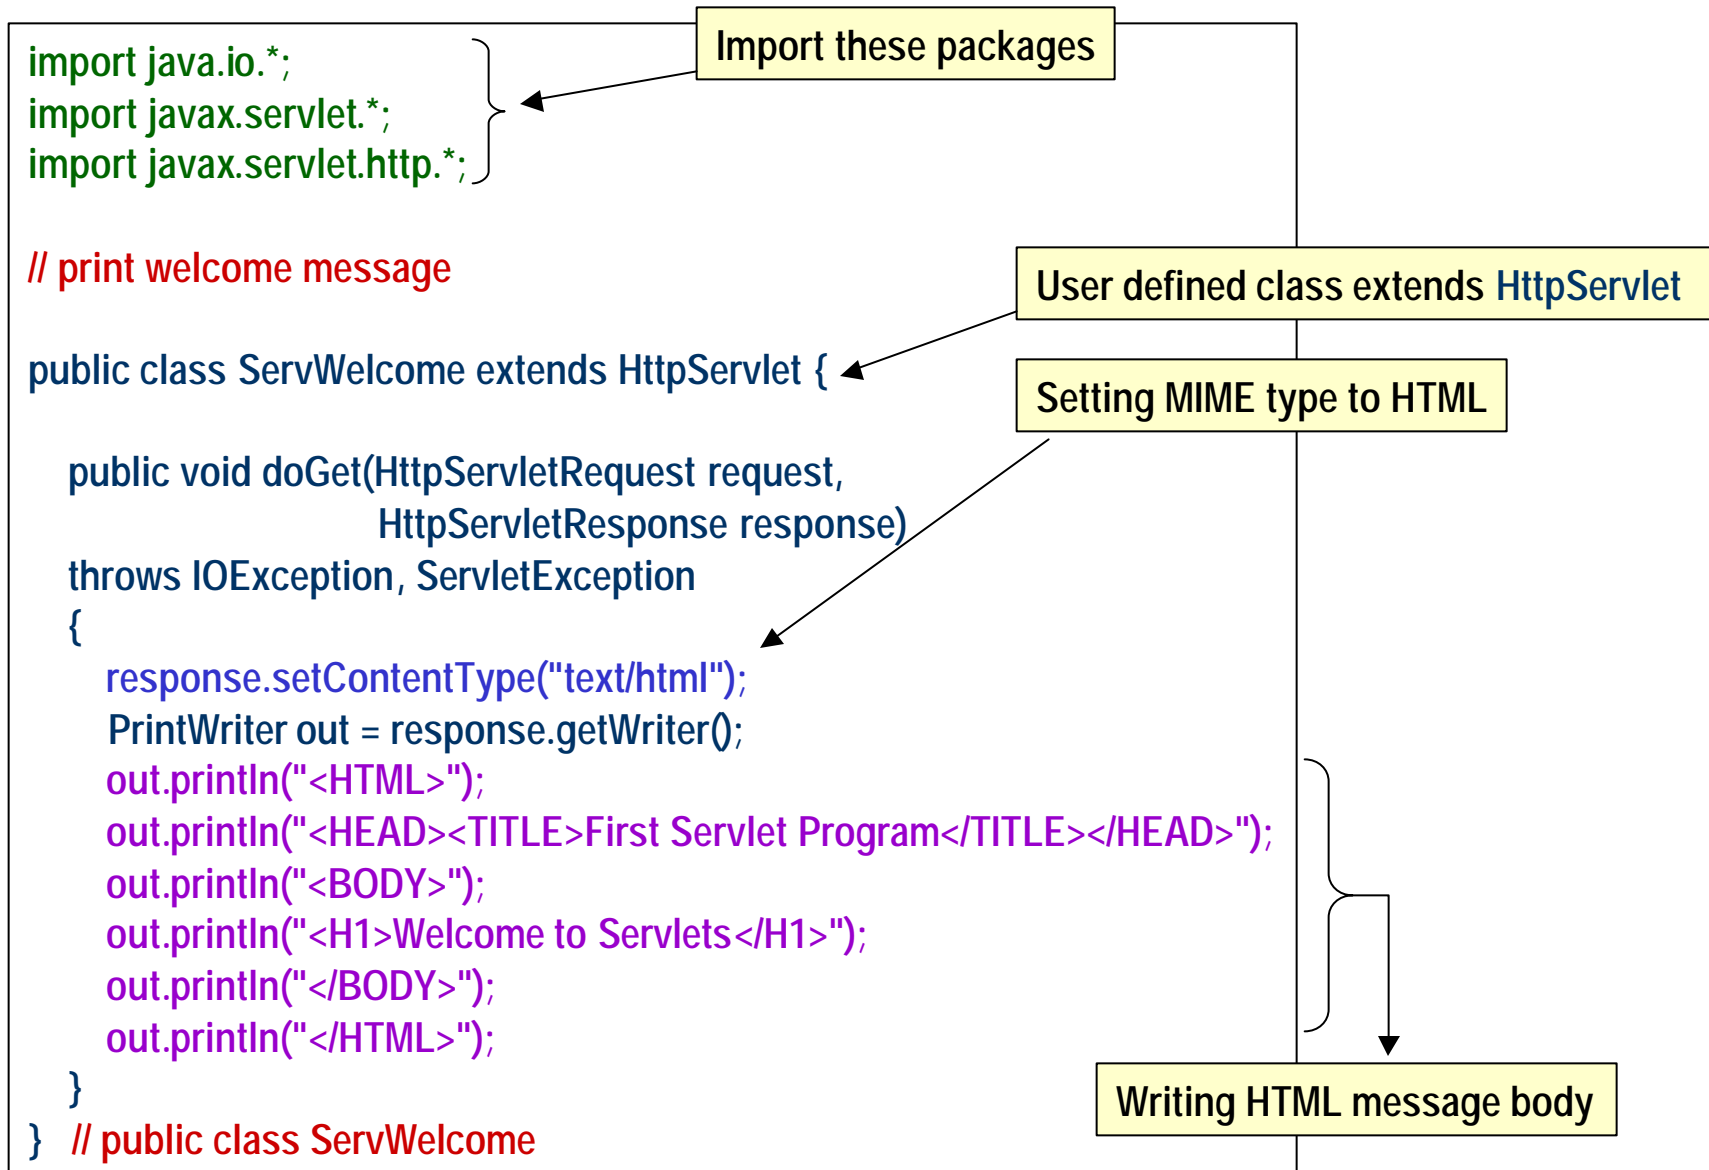 Import these packages
import java.io.*;
import javax.servlet.*;
import javax.servlet.http.*;
// print welcome message
User defined class extends HttpServlet
public class ServWelcome extends HttpServlet {
Setting MIME type to HTML
public void doGet(HttpServletRequest request,
HttpServletResponse response)
throws IOException, ServletException
{
response.setContentType("text/html");
PrintWriter out = response.getWriter();
out.println("<HTML>");
out.println("<HEAD><TITLE>First Servlet Program</TITLE></HEAD>");
out.println("<BODY>");
out.println("<H1>Welcome to Servlets</H1>");
out.println("</BODY>");
out.println("</HTML>");
}
Writing HTML message body
} // public class ServWelcome